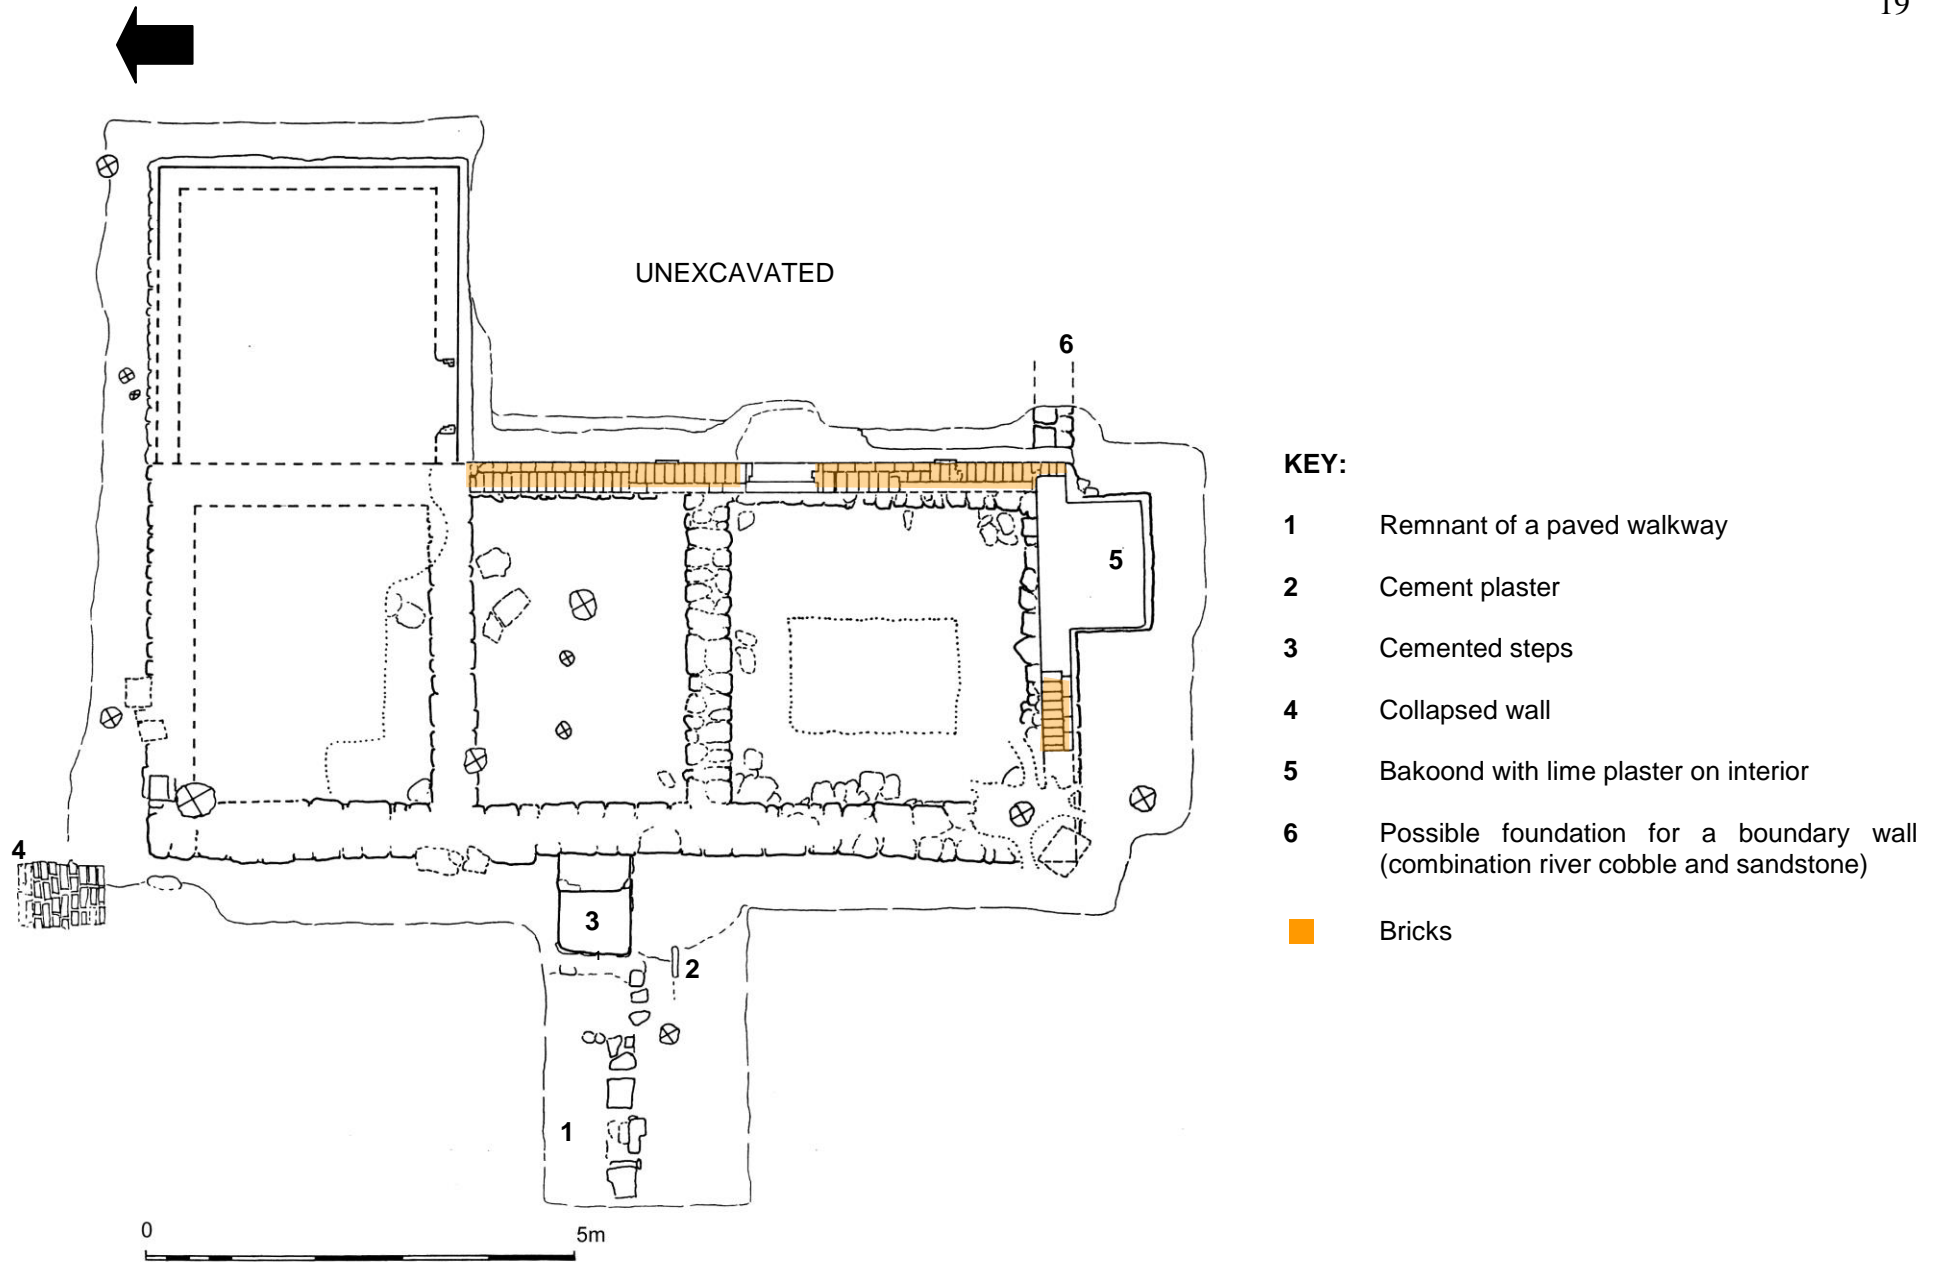 19
UNEXCAVATED
6
KEY:
1 Remnant of a paved walkway
5
2 Cement plaster
3 Cemented steps
4 Collapsed wall
5 Bakoond with lime plaster on interior
6 Possible foundation for a boundary wall
(combination river cobble and sandstone)
4
3
Bricks
2
1
0
5m